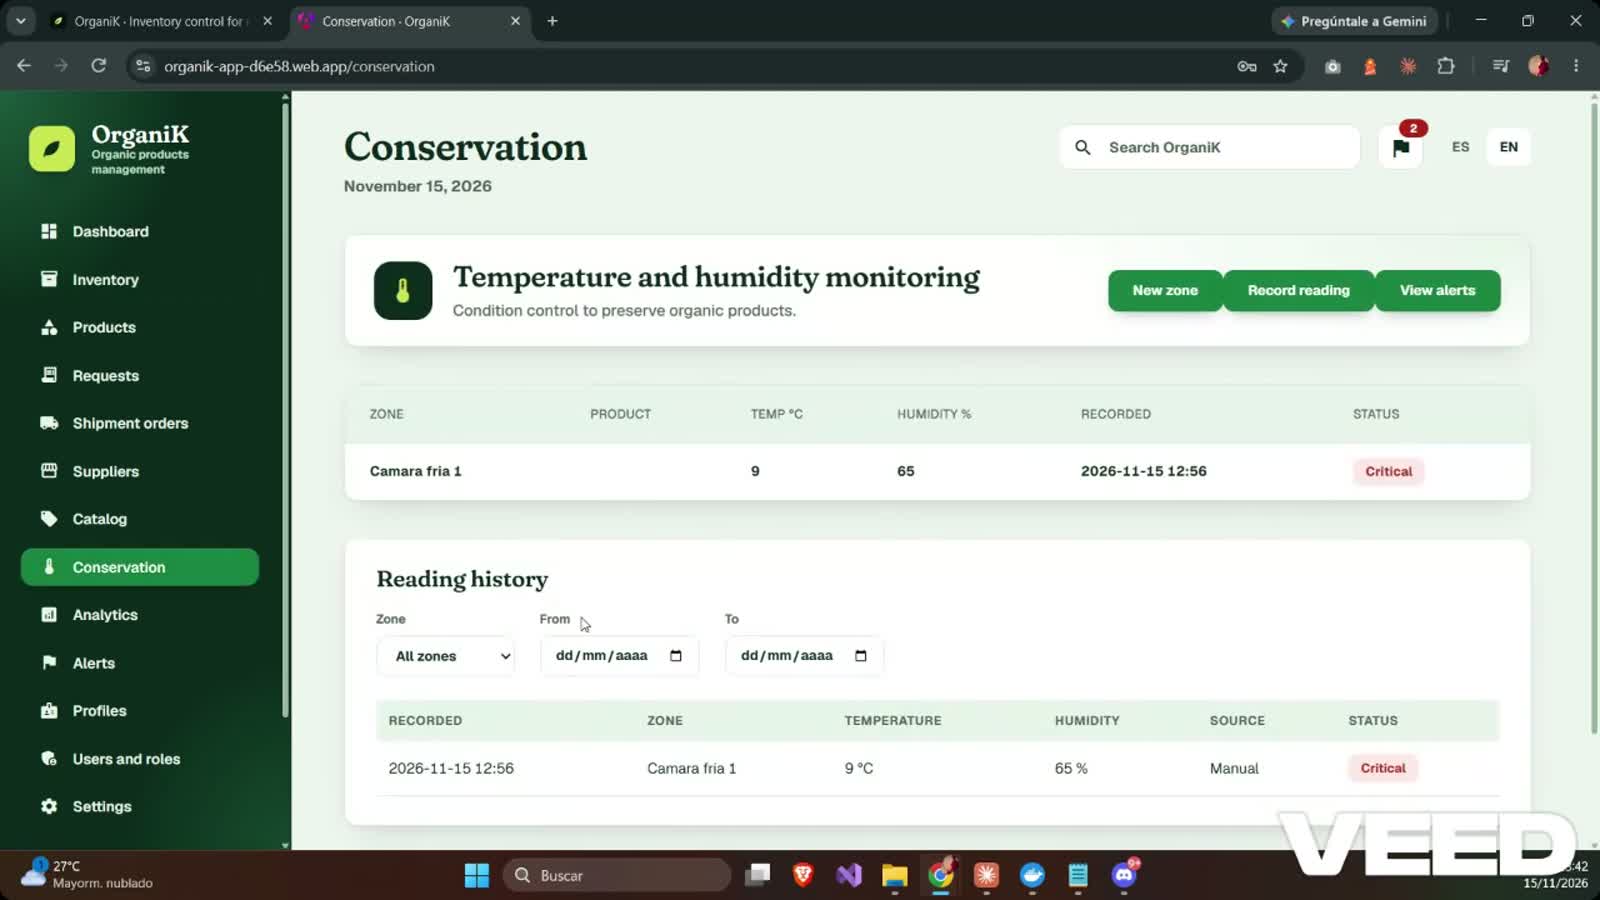 OrganiK · Inventory control for
Conservation · OrganiK
Pregúntale a Gemini
organik-app-d6e58.web.app/conservation
OrganiK
Organic products
management
Dashboard
Inventory
Products
Requests
Shipment orders
Suppliers
Catalog
Conservation
Analytics
Alerts
Profiles
Users and roles
Settings
Conservation
November 15, 2026
Search OrganiK
2
ES
EN
Temperature and humidity monitoring
Condition control to preserve organic products.
New zone
Record reading
View alerts
ZONE PRODUCT TEMP °C HUMIDITY % RECORDED STATUS
Camara fria 1 9 65 2026-11-15 12:56 Critical
Reading history
Zone From To
All zones dd/mm/aaaa dd/mm/aaaa
RECORDED ZONE TEMPERATURE HUMIDITY SOURCE STATUS
2026-11-15 12:56 Camara fria 1 9 °C 65 % Manual Critical
VEED
27°C
Mayorm. nublado
Buscar
9+
:42
15/11/2026